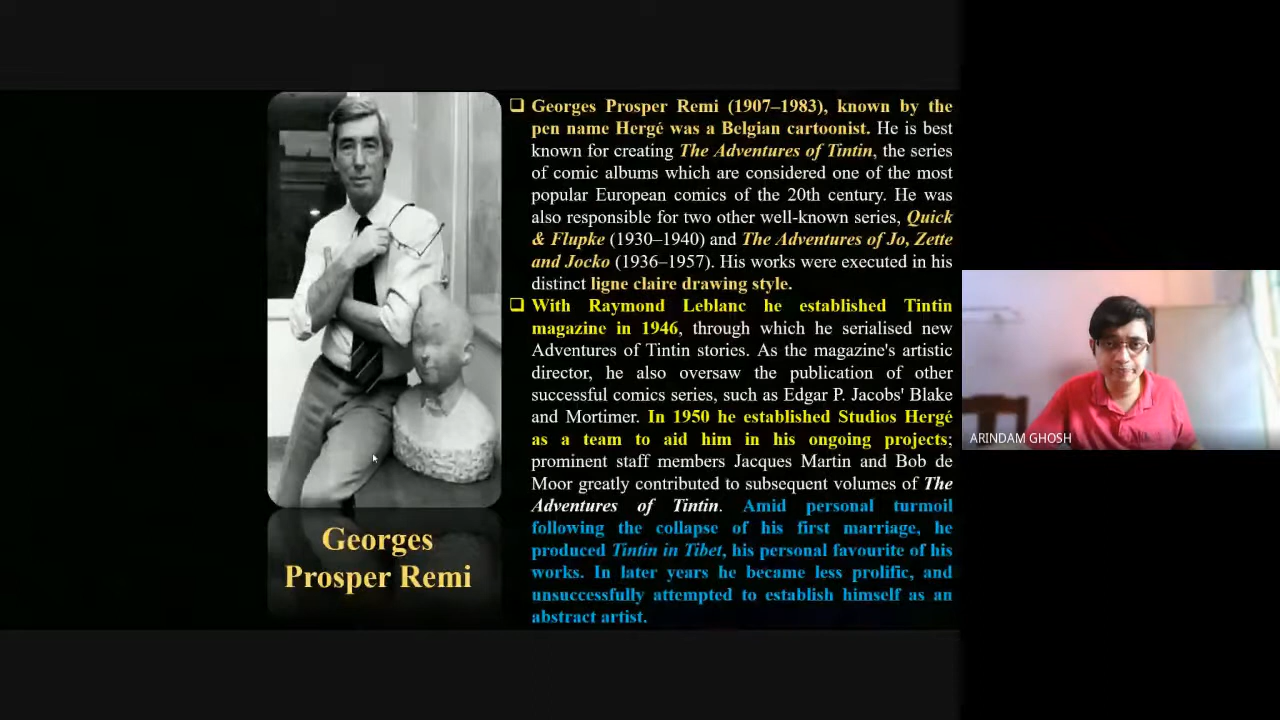 ❑ Georges Prosper Remi (1907–1983), known by the
pen name Hergé was a Belgian cartoonist. He is best
known for creating The Adventures of Tintin, the series
of comic albums which are considered one of the most
popular European comics of the 20th century. He was
also responsible for two other well-known series, Quick
& Flupke (1930–1940) and The Adventures of Jo, Zette
and Jocko (1936–1957). His works were executed in his
distinct ligne claire drawing style.
❑ With Raymond Leblanc he established Tintin
magazine in 1946, through which he serialised new
Adventures of Tintin stories. As the magazine's artistic
director, he also oversaw the publication of other
successful comics series, such as Edgar P. Jacobs' Blake
and Mortimer. In 1950 he established Studios Hergé
as a team to aid him in his ongoing projects;
prominent staff members Jacques Martin and Bob de
Moor greatly contributed to subsequent volumes of The
Adventures of Tintin. Amid personal turmoil
following the collapse of his first marriage, he
produced Tintin in Tibet, his personal favourite of his
works. In later years he became less prolific, and
unsuccessfully attempted to establish himself as an
abstract artist.
Georges
Prosper Remi
ARINDAM GHOSH